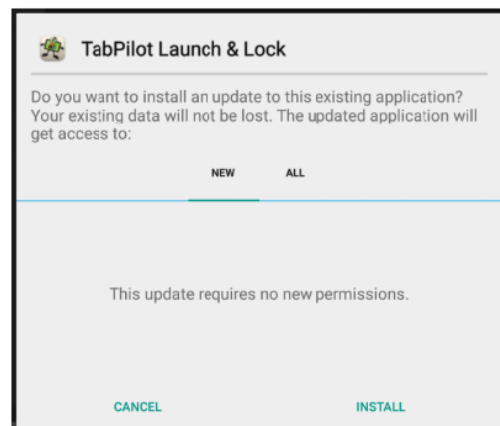 TabPilot Launch & Lock
Do you want to install an update to this existing application?
Your existing data will not be lost. The updated application will
get access to:
NEW ALL
This update requires no new permissions.
CANCEL INSTALL